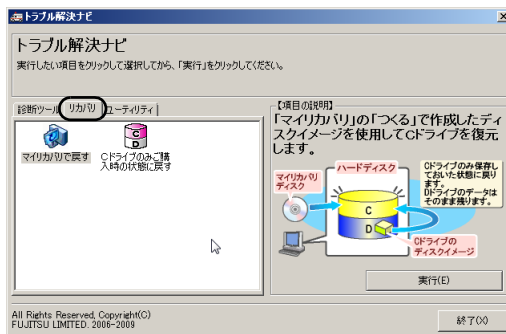 トラブル解決ナビ
トラブル解決ナビ
実行したい項目をクリックして選択してから、「実行」をクリックしてください。
診断ツール
リカバリ
ユーティリティ
マイリカバリで戻す
Cドライブのみご購
入時の状態に戻す
【項目の説明】
「マイリカバリ」の「つくる」で作成したディ
スクイメージを使用してCドライブを復元
します。
マイリカバリ
ディスク
ハードディスク
Cドライブのみ保存し
ておいた状態に戻り
ます。
Dドライブのデータは
そのまま残ります。
C
D
Cドライブの
ディスクイメージ
実行(E)
All Rights Reserved, Copyright(C)
FUJITSU LIMITED. 2006-2009
終了(X)